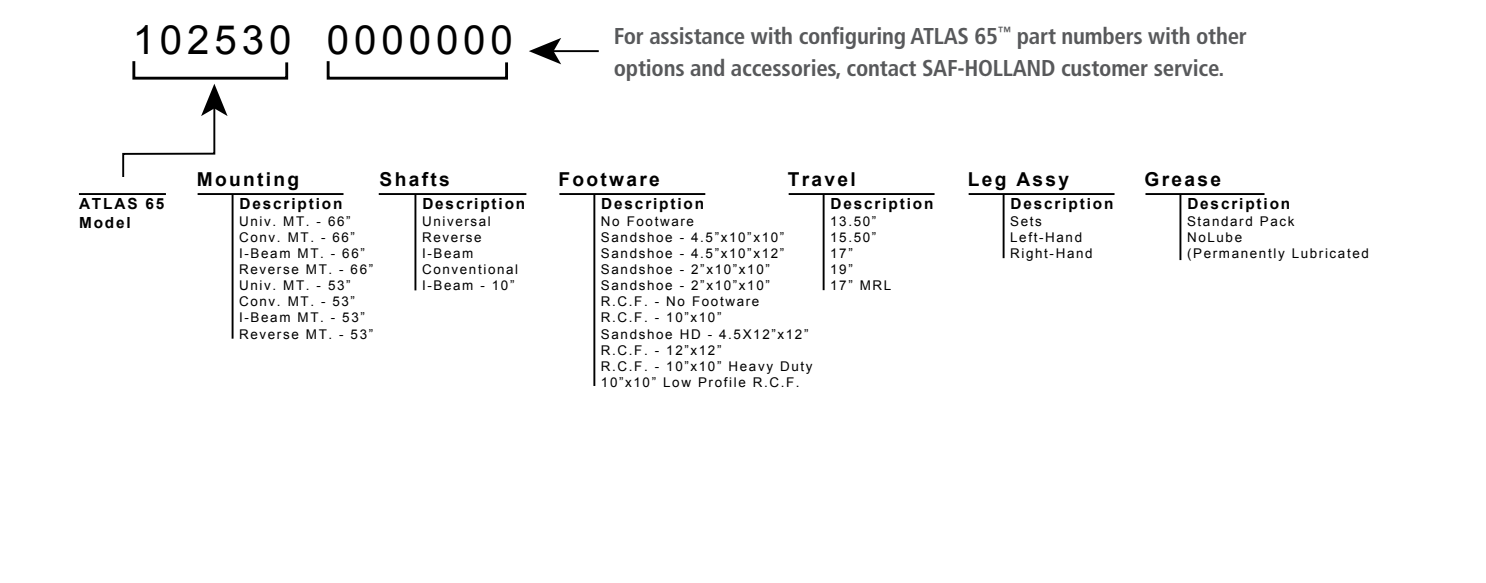 102530 0000000
For assistance with configuring ATLAS 65™ part numbers with other
options and accessories, contact SAF-HOLLAND customer service.
ATLAS 65
Model
Mounting
Description
Univ. MT. - 66”
Conv. MT. - 66”
I-Beam MT. - 66”
Reverse MT. - 66”
Univ. MT. - 53”
Conv. MT. - 53”
I-Beam MT. - 53”
Reverse MT. - 53”
Shafts
Description
Universal
Reverse
I-Beam
Conventional
I-Beam - 10”
Footware
Description
No Footware
Sandshoe - 4.5”x10”x10”
Sandshoe - 4.5”x10”x12”
Sandshoe - 2”x10”x10”
Sandshoe - 2”x10”x10”
R.C.F. - No Footware
R.C.F. - 10”x10”
Sandshoe HD - 4.5X12”x12”
R.C.F. - 12”x12”
R.C.F. - 10”x10” Heavy Duty
10”x10” Low Profile R.C.F.
Travel
Description
13.50”
15.50”
17”
19”
17” MRL
Leg Assy
Description
Sets
Left-Hand
Right-Hand
Grease
Description
Standard Pack
NoLube
(Permanently Lubricated